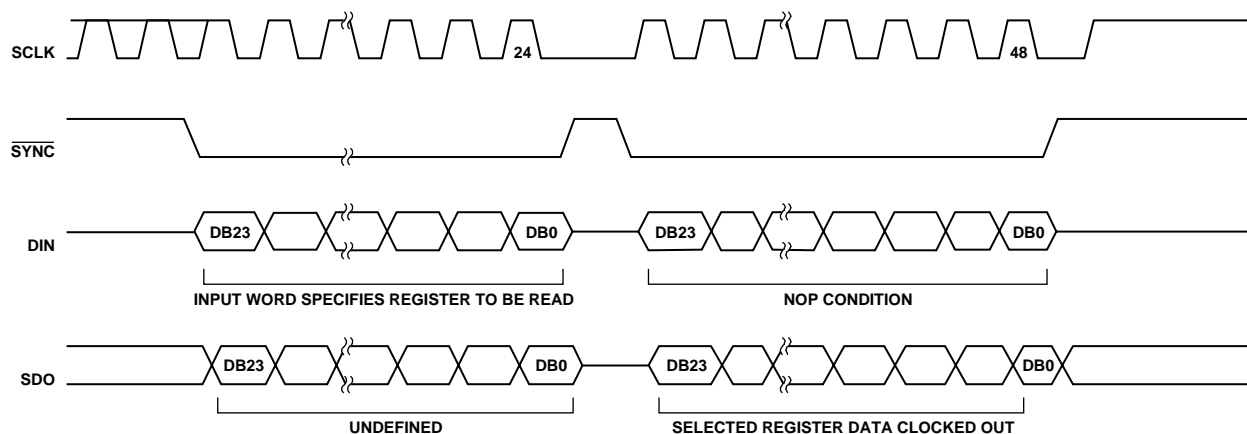 SCLK
24
48
SYNC
DIN
DB23
DB0
DB23
DB0
INPUT WORD SPECIFIES REGISTER TO BE READ
NOP CONDITION
SDO
DB23
DB0
DB23
DB0
UNDEFINED
SELECTED REGISTER DATA CLOCKED OUT